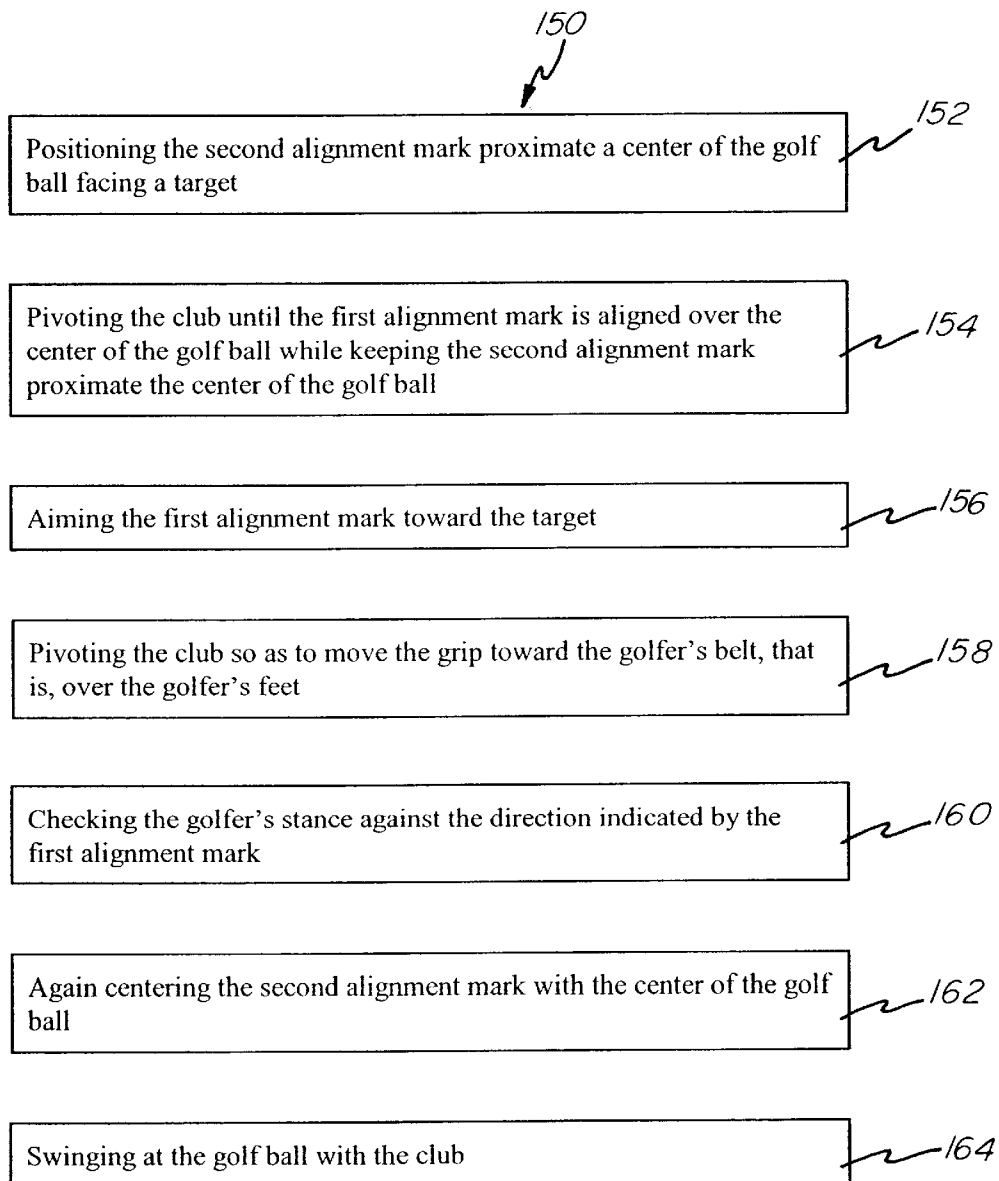 150
152
Positioning the second alignment mark proximate a center of the golf
ball facing a target
154
Pivoting the club until the first alignment mark is aligned over the
center of the golf ball while keeping the second alignment mark
proximate the center of the golf ball
156
Aiming the first alignment mark toward the target
158
Pivoting the club so as to move the grip toward the golfer's belt, that
is, over the golfer's feet
160
Checking the golfer's stance against the direction indicated by the
first alignment mark
162
Again centering the second alignment mark with the center of the golf
ball
164
Swinging at the golf ball with the club